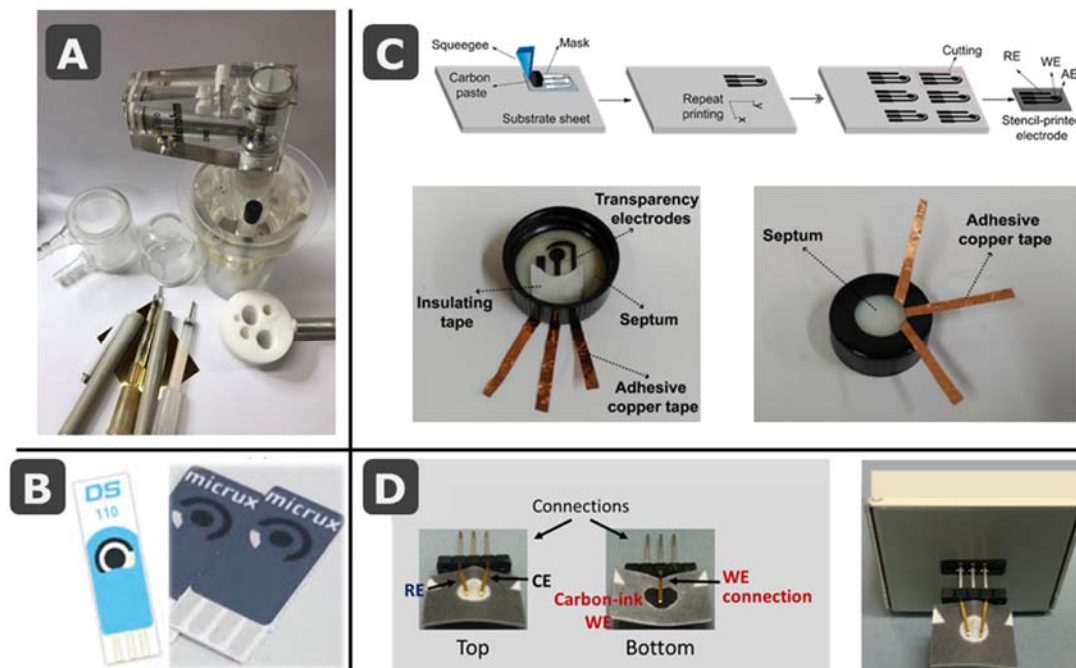 A
C
Squeegee
Mask
Carbon
paste
Substrate sheet
Repeat
printing
x
y
Cutting
RE
WE
AE
Stencil-printed
electrode
Transparency
electrodes
Insulating
tape
Septum
Adhesive
copper tape
Septum
Adhesive
copper tape
B
DS
110
micrux
micrux
D
Connections
RE
CE
Top
Carbon-ink
WE
WE
connection
Bottom